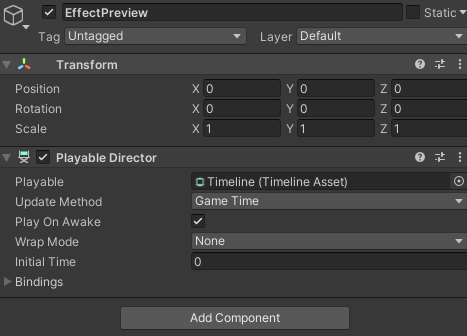 EffectPreview Static
Tag Untagged Layer Default
Transform
Position X 0 Y 0 Z 0
Rotation X 0 Y 0 Z 0
Scale X 1 Y 1 Z 1
Playable Director
Playable Timeline (Timeline Asset)
Update Method Game Time
Play On Awake
Wrap Mode None
Initial Time 0
Bindings
Add Component